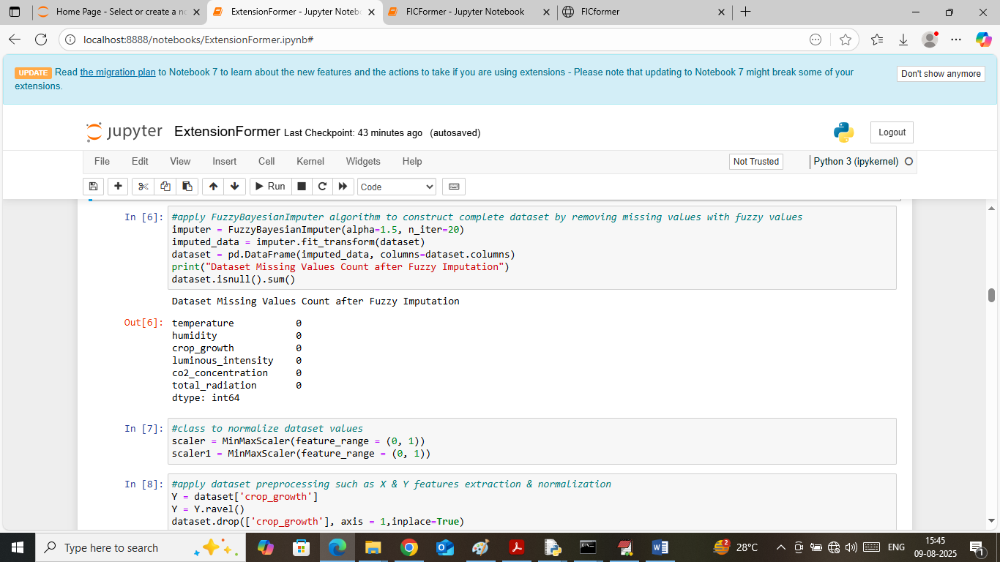 Home Page - Select or create a no
ExtensionFormer - Jupyter Notebo
FICFormer - Jupyter Notebook
FICformer
localhost:8888/notebooks/ExtensionFormer.ipynb#
UPDATE Read the migration plan to Notebook 7 to learn about the new features and the actions to take if you are using extensions - Please note that updating to Notebook 7 might break some of your
extensions.
Don't show anymore
jupyter ExtensionFormer Last Checkpoint: 43 minutes ago (autosaved)
Logout
File Edit View Insert Cell Kernel Widgets Help
Not Trusted
Python 3 (ipykernel)
Run
Code
In [6]: #apply FuzzyBayesianImputer algorithm to construct complete dataset by removing missing values with fuzzy values
imputer = FuzzyBayesianImputer(alpha=1.5, n_iter=20)
imputed_data = imputer.fit_transform(dataset)
dataset = pd.DataFrame(imputed_data, columns=dataset.columns)
print("Dataset Missing Values Count after Fuzzy Imputation")
dataset.isnull().sum()
Dataset Missing Values Count after Fuzzy Imputation
Out[6]: temperature 0
humidity 0
crop_growth 0
luminous_intensity 0
co2_concentration 0
total_radiation 0
dtype: int64
In [7]: #class to normalize dataset values
scaler = MinMaxScaler(feature_range = (0, 1))
scaler1 = MinMaxScaler(feature_range = (0, 1))
In [8]: #apply dataset preprocessing such as X & Y features extraction & normalization
Y = dataset['crop_growth']
Y = Y.ravel()
dataset.drop(['crop_growth'], axis = 1,inplace=True)
Type here to search
2
28°C
ENG
15:45
09-08-2025
1